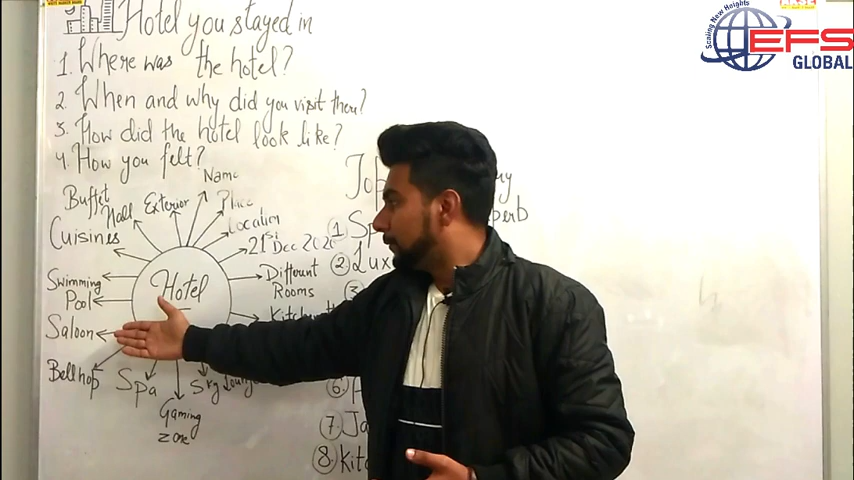 Hotel you stayed in
1. Where was the hotel?
2. When and why did you visit there?
3. How did the hotel look like?
4. How you felt?
Name
Place
Location
21st Dec 2020
Different
Rooms
Exterior
Hall
Buffet
Cuisines
Swimming
Pool
Saloon
Bellhop
Spa
Gaming
zone
Sky lounge
Hotel
Top
1
2 Lux
3
6
7. Ja
8. Kitc
Scaling New Heights
EFS
GLOBAL